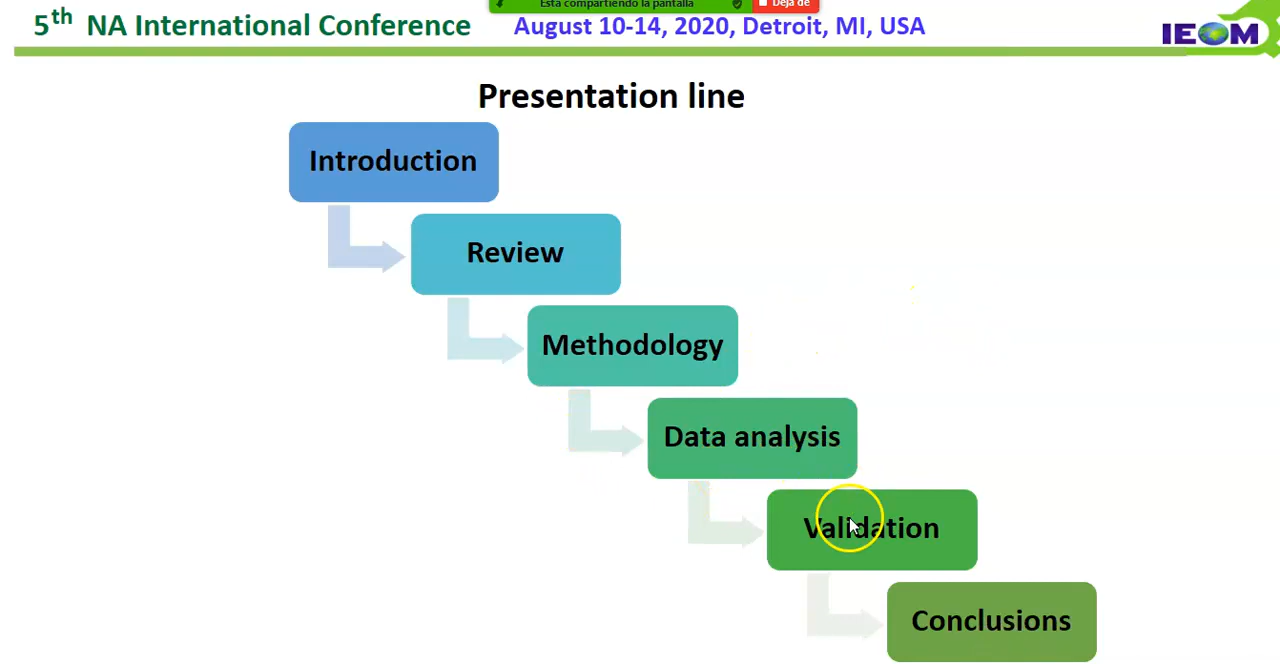 Esta compartiendo la pantalla
Deja de
5th NA International Conference
August 10-14, 2020, Detroit, MI, USA
IEOM
Presentation line
Introduction
Review
Methodology
Data analysis
Validation
Conclusions